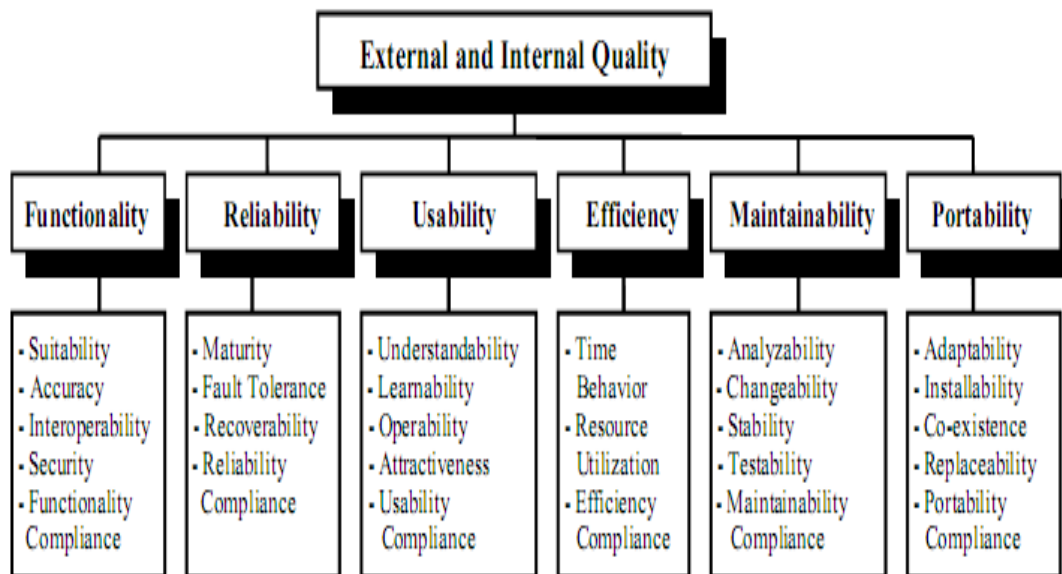 External and Internal Quality
Functionality
Reliability
Usability
Efficiency
Maintainability
Portability
- Suitability
- Accuracy
- Interoperability
- Security
- Functionality
Compliance
- Maturity
- Fault Tolerance
- Recoverability
- Reliability
Compliance
- Understandability
- Learnability
- Operability
- Attractiveness
- Usability
Compliance
- Time
Behavior
- Resource
Utilization
- Efficiency
Compliance
- Analyzability
- Changeability
- Stability
- Testability
- Maintainability
Compliance
- Adaptability
- Installability
- Co-existence
- Replaceability
- Portability
Compliance